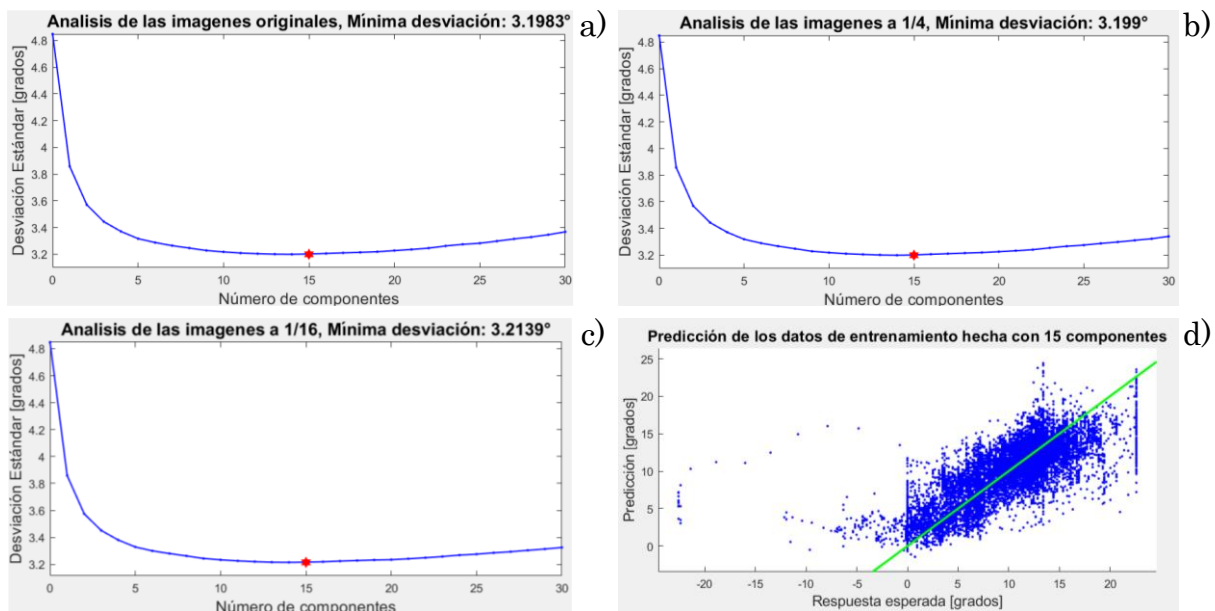 Analisis de las imagenes originales, Mínima desviación: 3.1983º
a)
Desviación Estándar [grados]
4.8
4.6
4.4
4.2
4
3.8
3.6
3.4
3.2
0 5 10 15 20 25 30
Número de componentes
Analisis de las imagenes a 1/4, Mínima desviación: 3.199º
b)
Desviación Estándar [grados]
4.8
4.6
4.4
4.2
4
3.8
3.6
3.4
3.2
0 5 10 15 20 25 30
Número de componentes
Analisis de las imagenes a 1/16, Mínima desviación: 3.2139º
c)
Desviación Estándar [grados]
4.8
4.6
4.4
4.2
4
3.8
3.6
3.4
3.2
0 5 10 15 20 25 30
Número de componentes
Predicción de los datos de entrenamiento hecha con 15 componentes
d)
Predicción [grados]
25
20
15
10
5
0
-20 -15 -10 -5 0 5 10 15 20
Respuesta esperada [grados]